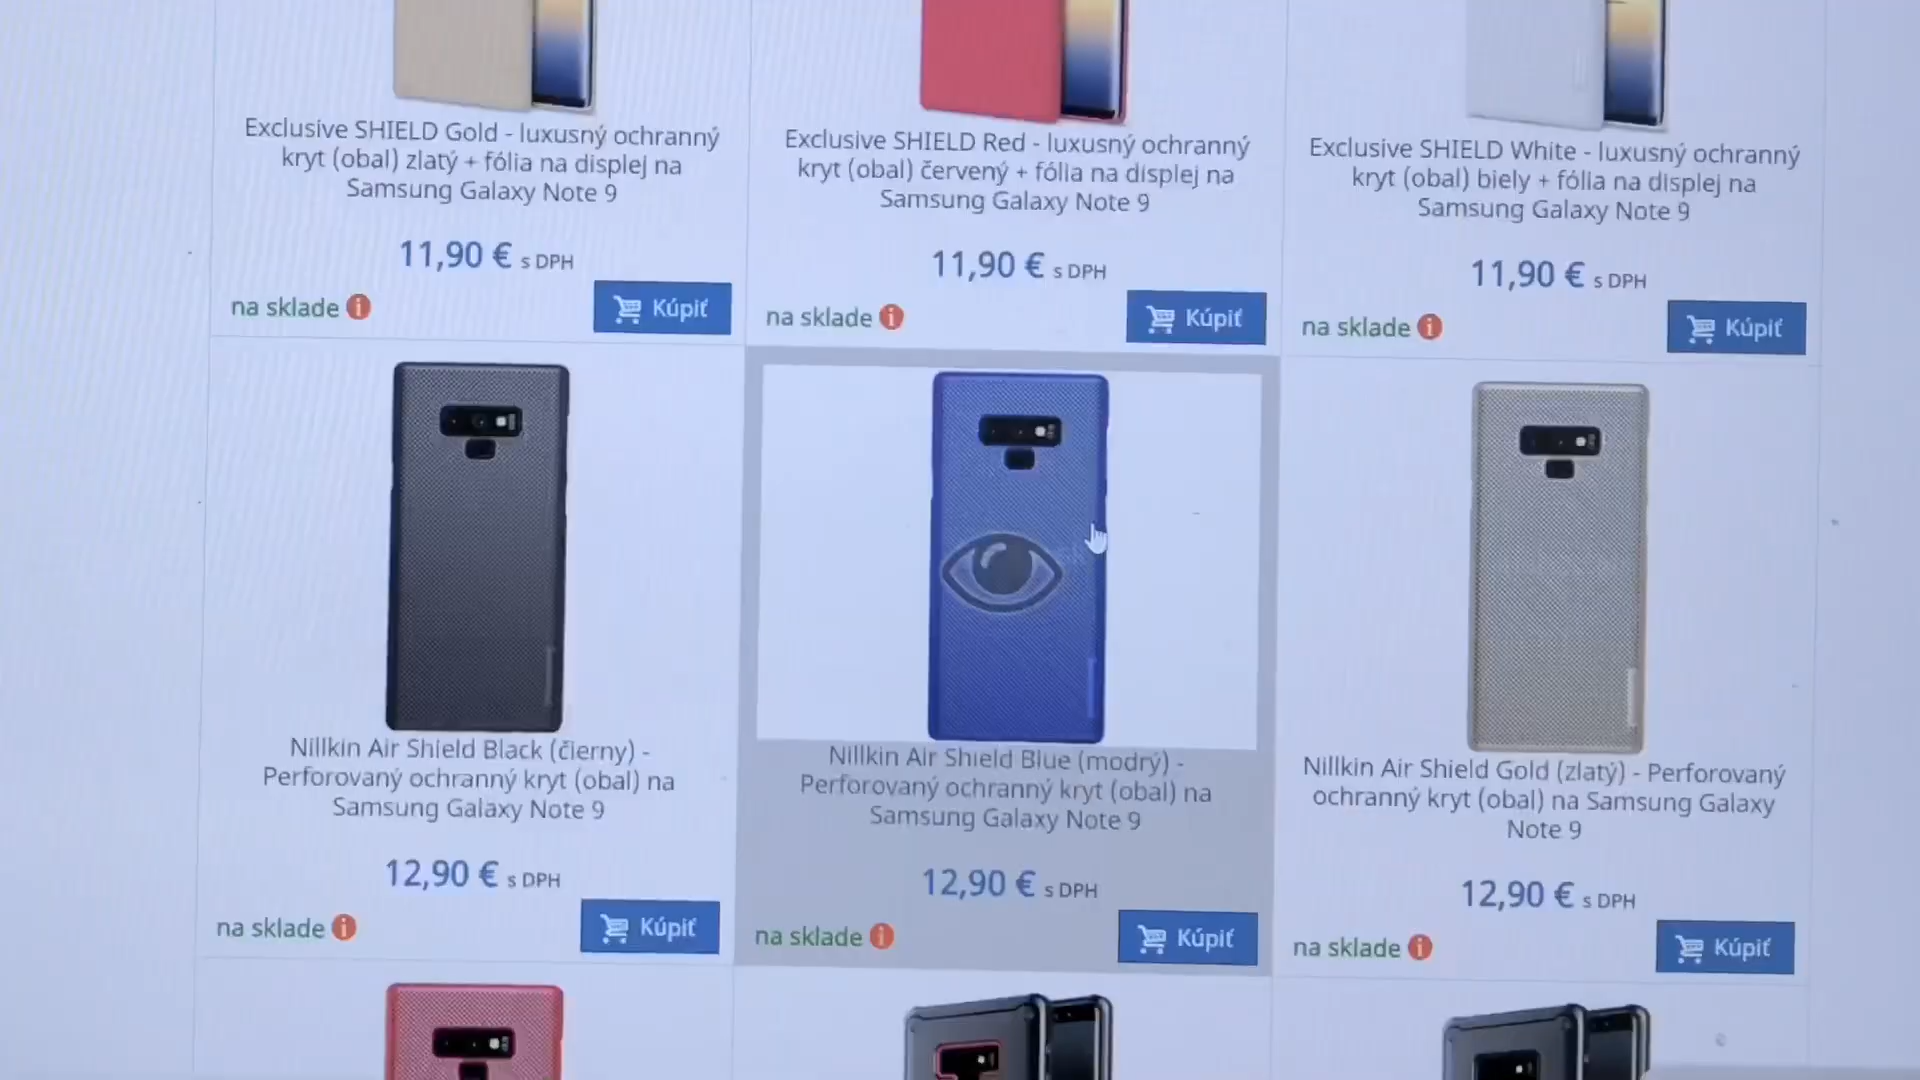 Exclusive SHIELD Gold - luxusný ochranný
kryt (obal) zlatý + fólia na displej na
Samsung Galaxy Note 9
11,90 € s DPH
na sklade
Kúpiť
Exclusive SHIELD Red - luxusný ochranný
kryt (obal) červený + fólia na displej na
Samsung Galaxy Note 9
11,90 € s DPH
na sklade
Kúpiť
Exclusive SHIELD White - luxusný ochranný
kryt (obal) biely + fólia na displej na
Samsung Galaxy Note 9
11,90 € s DPH
na sklade
Kúpiť
Nillkin Air Shield Black (čierny) -
Perforovaný ochranný kryt (obal) na
Samsung Galaxy Note 9
12,90 € s DPH
na sklade
Kúpiť
Nillkin Air Shield Blue (modrý) -
Perforovaný ochranný kryt (obal) na
Samsung Galaxy Note 9
12,90 € s DPH
na sklade
Kúpiť
Nillkin Air Shield Gold (zlatý) - Perforovaný
ochranný kryt (obal) na Samsung Galaxy
Note 9
12,90 € s DPH
na sklade
Kúpiť